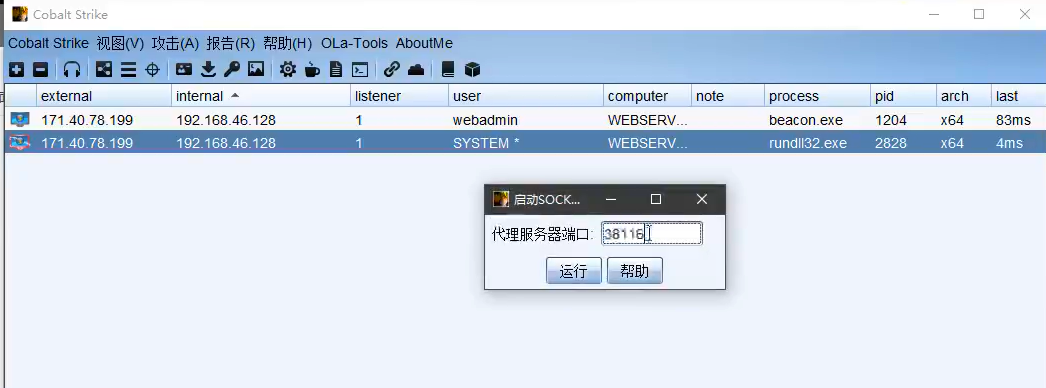 Cobalt Strike
Cobalt Strike 视图(V) 攻击(A) 报告(R) 帮助(H) OLa-Tools AboutMe
external internal listener user computer note process pid arch last
171.40.78.199 192.168.46.128 1 webadmin WEBSERV... beacon.exe 1204 x64 83ms
171.40.78.199 192.168.46.128 1 SYSTEM * WEBSERV... rundll32.exe 2828 x64 4ms
启动SOCK...
代理服务器端口: 38116
运行 帮助